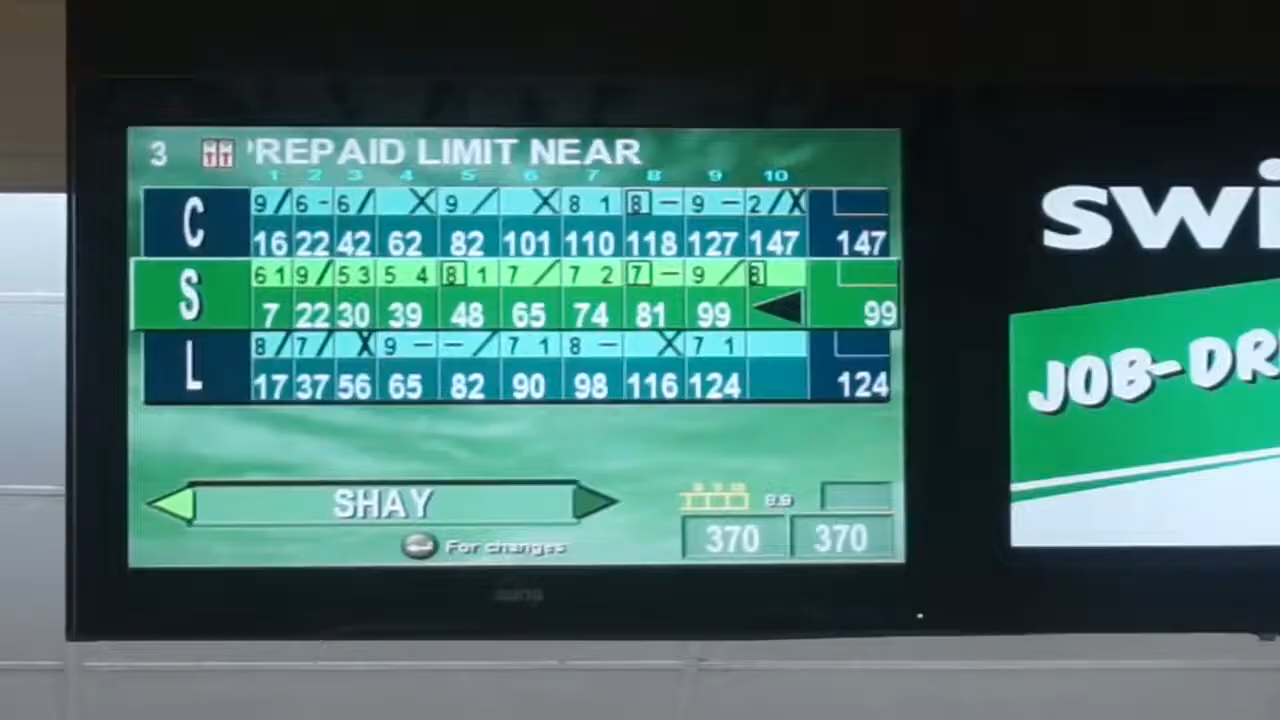 3 PREPAID LIMIT NEAR
1 2 3 4 5 6 7 8 9 10
C 9 / 6 - 6 / X 9 / X 8 1 8 - 9 - 2 / X
16 22 42 62 82 101 110 118 127 147 147
S 6 1 9 / 5 3 5 4 8 1 7 / 7 2 7 - 9 / 8
7 22 30 39 48 65 74 81 99 99
L 8 / 7 / X 9 - - / 7 1 8 - X 7 1
17 37 56 65 82 90 98 116 124 124
SHAY
For changes
370 370
swi
JOB-DR